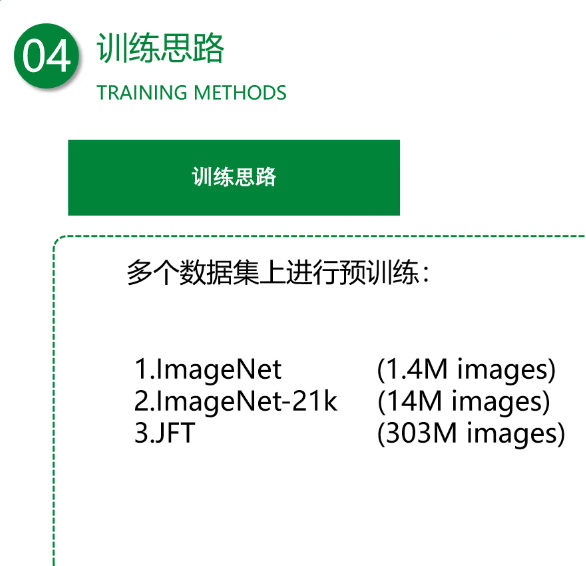 04
训练思路
TRAINING METHODS
训练思路
多个数据集上进行预训练：
1.ImageNet (1.4M images)
2.ImageNet-21k (14M images)
3.JFT (303M images)